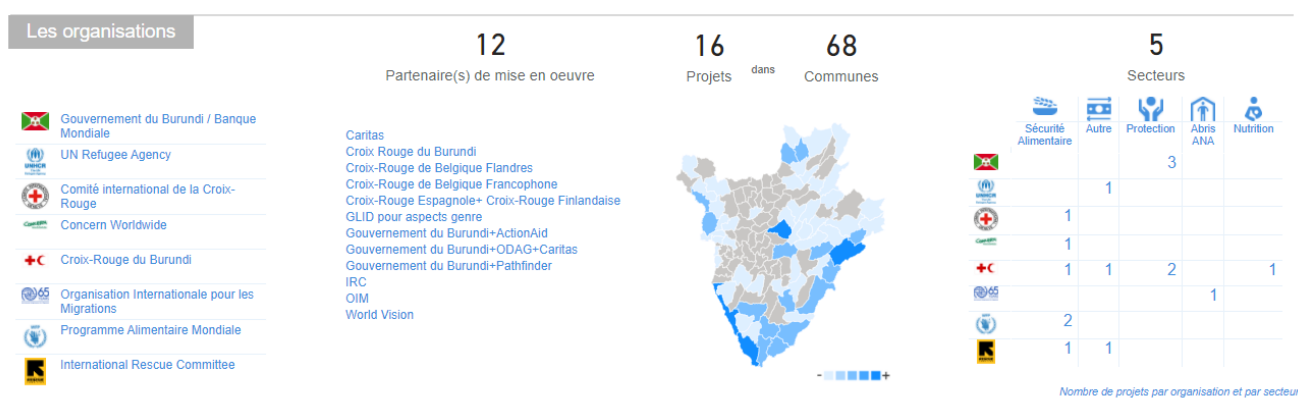 Les organisations
12
Partenaire(s) de mise en oeuvre
16
Projets
dans
68
Communes
5
Secteurs
Gouvernement du Burundi / Banque
Mondiale
UN Refugee Agency
Comité international de la Croix-
Rouge
Concern Worldwide
Croix-Rouge du Burundi
Organisation Internationale pour les
Migrations
Programme Alimentaire Mondiale
International Rescue Committee
Caritas
Croix Rouge du Burundi
Croix-Rouge de Belgique Flandres
Croix-Rouge de Belgique Francophone
Croix-Rouge Espagnole+ Croix-Rouge Finlandaise
GLID pour aspects genre
Gouvernement du Burundi+ActionAid
Gouvernement du Burundi+ODAG+Caritas
Gouvernement du Burundi+Pathfinder
IRC
OIM
World Vision
- +
Sécurité
Alimentaire
Autre
Protection
Abris
ANA
Nutrition
3
UNHCR
1
1
1
1 1 2 1
65
1
2
1 1
Nombre de projets par organisation et par secteur